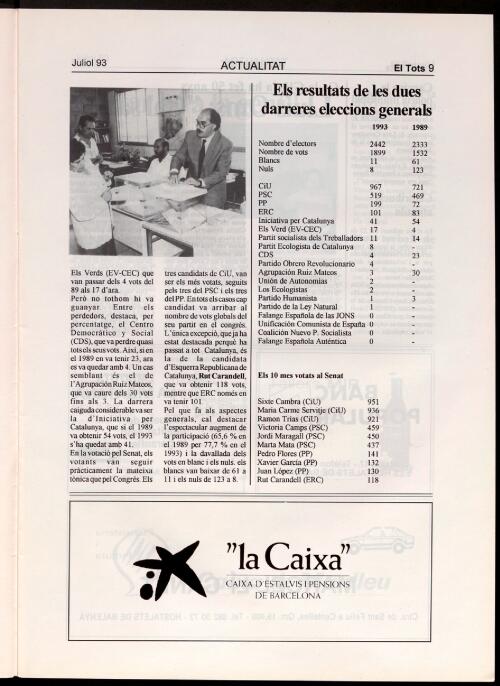 Juliol 93
ACTUALITAT
El Tots 9
Els Verds (EV-CEC) que
van passar dels 4 vots del
89 als 17 d'ara.
Però no tothom hi va
guanyar. Entre els
perdedors, destaca, per
percentatge, el Centro
Democrático y Social
(CDS), que va perdre quasi
tots els seus vots. Així, si en
el 1989 en va tenir 23, ara
es va quedar amb 4. Un cas
semblant és el de
l'Agrupación Ruiz Mateos,
que va caure dels 30 vots
fins als 3. La darrera
caiguda considerable va ser
la d'Iniciativa per
Catalunya, que si el 1989
va obtenir 54 vots, el 1993
s'ha quedat amb 41.
En la votació pel Senat, els
votants van seguir
pràcticament la mateixa
tònica que pel Congrés. Els
tres candidats de CiU, van
ser els més votats, seguits
pels tres del PSC i els tres
del PP. En tots els casos cap
candidat va arribar al
nombre de vots globals del
seu partit en el congrés.
L'única excepció, que ja ha
estat destacada perquè ha
passat a tot Catalunya, és
la de la candidata
d'Esquerra Republicana de
Catalunya, Rut Carandell,
que va obtenir 118 vots,
mentre que ERC només en
va tenir 101.
Pel que fa als aspectes
generals, cal destacar
l'espectacular augment de
la participació (65,6 % en
el 1989 per 77,7 % en el
1993) i la davallada dels
vots en blanc i els nuls. els
blancs van baixar de 61 a
11 i els nuls de 123 a 8.
Els resultats de les dues
darreres eleccions generals
1993 1989
Nombre d'electors 2442 2333
Nombre de vots 1899 1532
Blancs 11 61
Nuls 8 123
CiU 967 721
PSC 519 469
PP 199 72
ERC 101 83
Iniciativa per Catalunya 41 54
Els Verd (EV-CEC) 17 4
Partit socialista dels Treballadors 11 14
Partit Ecologista de Catalunya 8 -
CDS 4 23
Partido Obrero Revolucionario 4 -
Agrupación Ruiz Mateos 3 30
Unión de Autonomías 2 -
Los Ecologistas 2 -
Partido Humanista 1 3
Partido de la Ley Natural 1 -
Falange Española de las JONS 0 -
Unificación Comunista de España 0 -
Coalición Nuevo P. Socialista 0 -
Falange Española Auténtica 0 -
Els 10 mes votats al Senat
Sixte Cambra (CiU) 951
Maria Carme Servitje (CiU) 936
Ramon Trias (CiU) 921
Victoria Camps (PSC) 459
Jordi Maragall (PSC) 450
Marta Mata (PSC) 437
Pedro Flores (PP) 141
Xavier García (PP) 132
Juan López (PP) 130
Rut Carandell (ERC) 118
"la Caixa"
CAIXA D'ESTALVIS I PENSIONS
DE BARCELONA